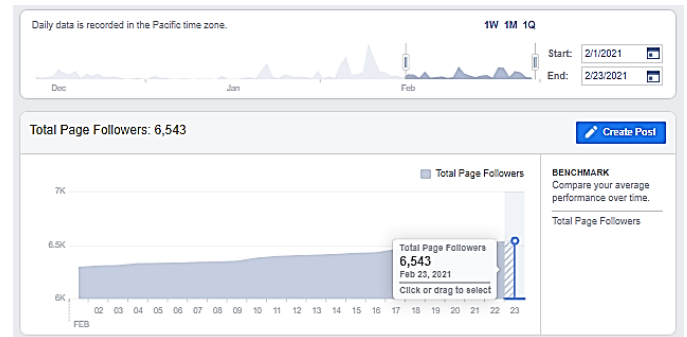 Daily data is recorded in the Pacific time zone.
1W 1M 1Q
Start: 2/1/2021
End: 2/23/2021
Dec Jan Feb
Total Page Followers: 6,543
Create Post
Total Page Followers
BENCHMARK
Compare your average
performance over time.
Total Page Followers
7K
6.5K
6K
Total Page Followers
6,543
Feb 23, 2021
Click or drag to select
02 03 04 05 06 07 08 09 10 11 12 13 14 15 16 17 18 19 20 21 22 23
FEB